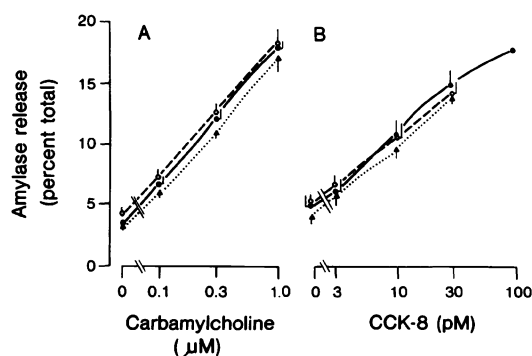 A
B
Amylase release
(percent total)
20
15
10
5
0
0 0.1 0.3 1.0
0 3 10 30 100
Carbamylcholine
(μM)
CCK-8 (pM)